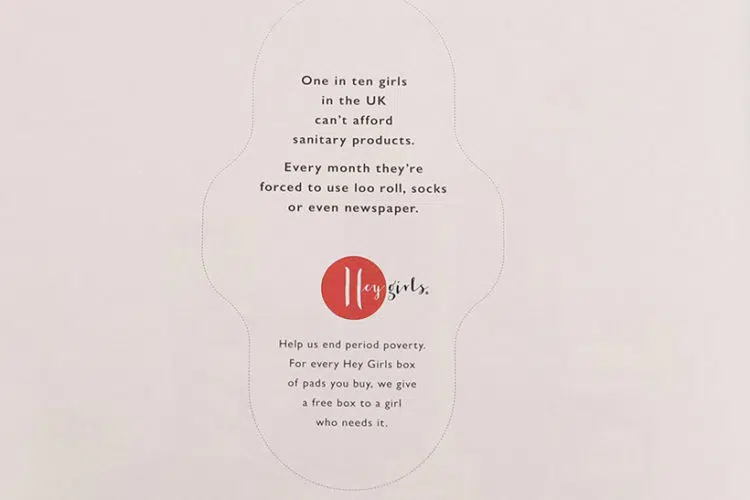 One in ten girls
in the UK
can't afford
sanitary products.
Every month they're
forced to use loo roll, socks
or even newspaper.
Hey girls.
Help us end period poverty.
For every Hey Girls box
of pads you buy, we give
a free box to a girl
who needs it.